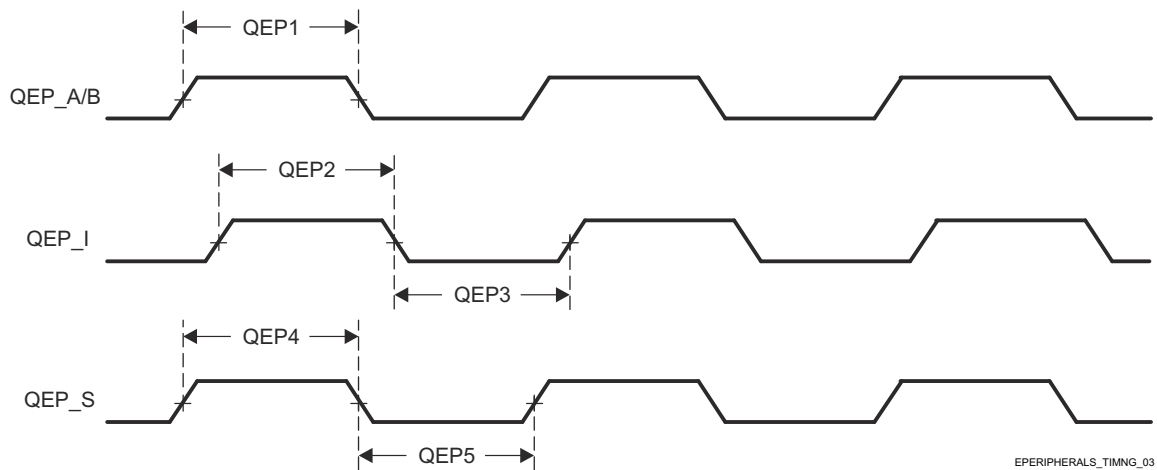 QEP1
QEP_A/B
QEP2
QEP_I
QEP3
QEP4
QEP_S
QEP5
EPERIPHERALS_TIMNG_03